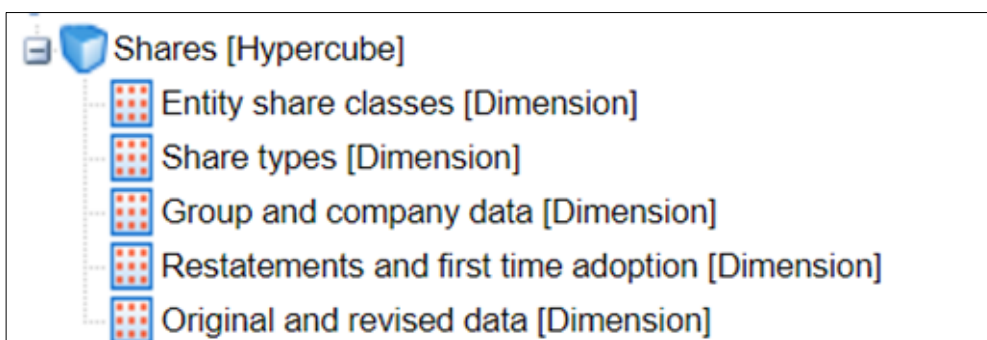 Shares [Hypercube]
Entity share classes [Dimension]
Share types [Dimension]
Group and company data [Dimension]
Restatements and first time adoption [Dimension]
Original and revised data [Dimension]